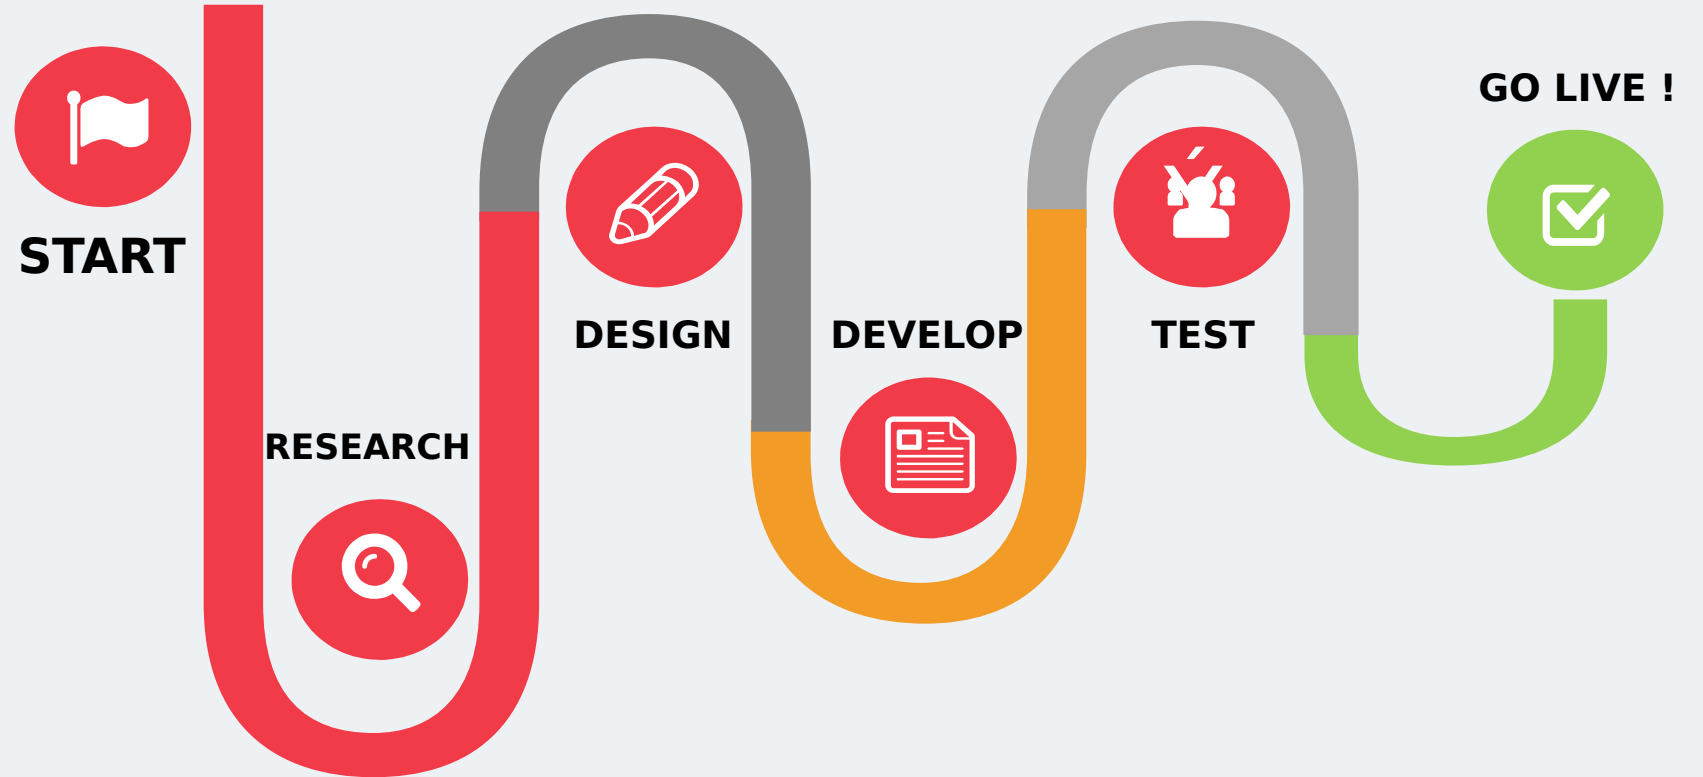 START
RESEARCH
DESIGN
DEVELOP
TEST
GO LIVE !